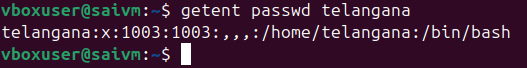 vboxuser@saivm:~$ getent passwd telangana
telangana:x:1003:1003:,,,:/home/telangana:/bin/bash
vboxuser@saivm:~$